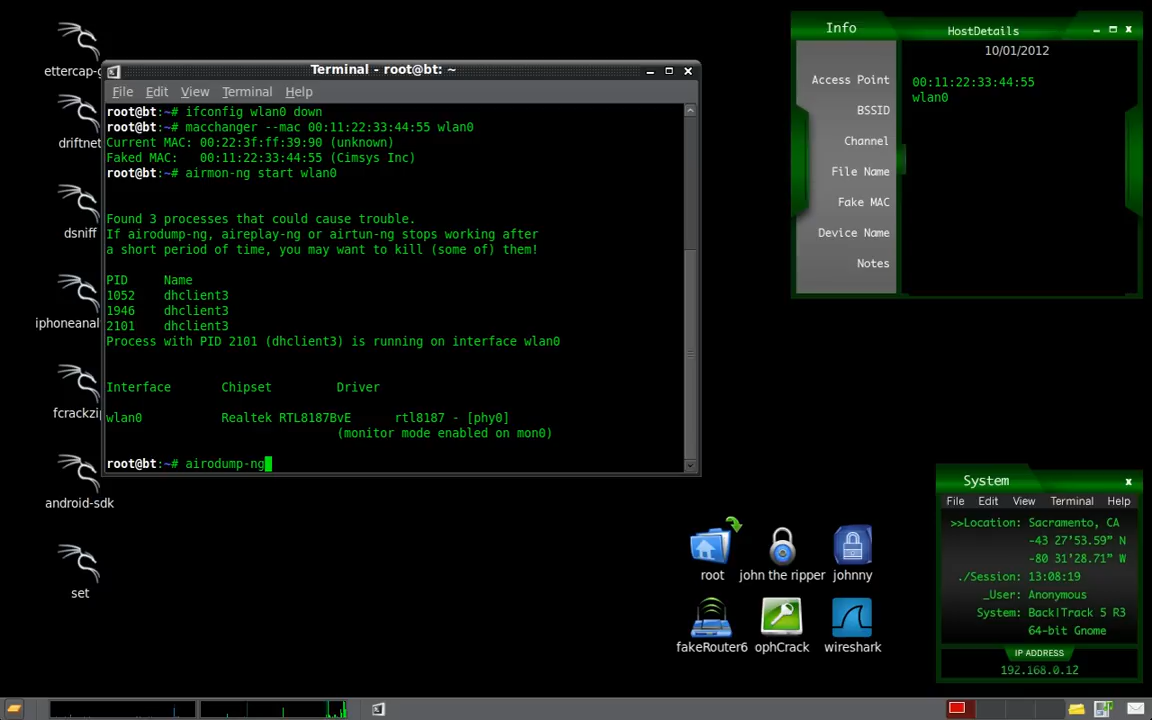 ettercap-g
driftnet
dsniff
iphoneanal
fcrackzi
android-sdk
set
Terminal - root@bt: ~
File Edit View Terminal Help
root@bt:~# ifconfig wlan0 down
root@bt:~# macchanger --mac 00:11:22:33:44:55 wlan0
Current MAC: 00:22:3f:ff:39:90 (unknown)
Faked MAC:   00:11:22:33:44:55 (Cimsys Inc)
root@bt:~# airmon-ng start wlan0
Found 3 processes that could cause trouble.
If airodump-ng, aireplay-ng or airtun-ng stops working after
a short period of time, you may want to kill (some of) them!
PID     Name
1052    dhclient3
1946    dhclient3
2101    dhclient3
Process with PID 2101 (dhclient3) is running on interface wlan0
Interface       Chipset         Driver
wlan0           Realtek RTL8187BvE      rtl8187 - [phy0]
(monitor mode enabled on mon0)
root@bt:~# airodump-ng
Info
HostDetails
10/01/2012
Access Point
BSSID
Channel
File Name
Fake MAC
Device Name
Notes
00:11:22:33:44:55
wlan0
root
john the ripper
johnny
fakeRouter6
ophCrack
wireshark
System
File Edit View Terminal Help
>>Location: Sacramento, CA
-43 27'53.59" N
-80 31'28.71" W
./Session: 13:08:19
_User: Anonymous
System: Back|Track 5 R3
64-bit Gnome
IP ADDRESS
192.168.0.12